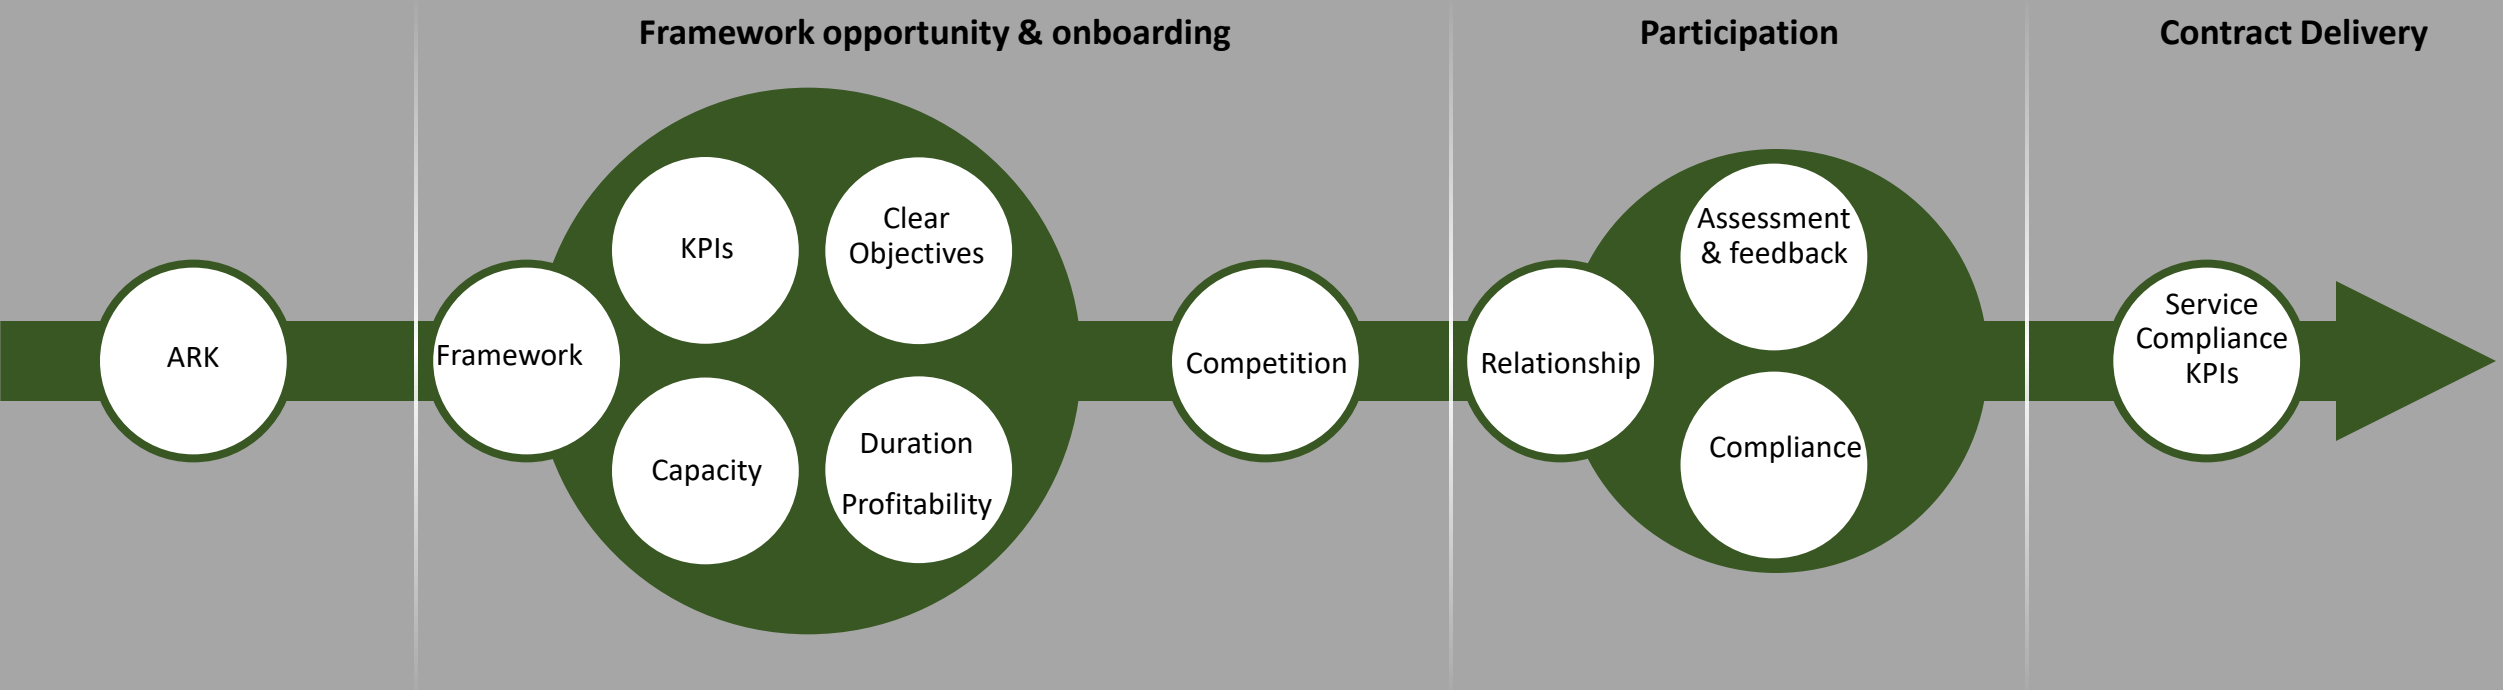 Framework opportunity & onboarding
Participation
Contract Delivery
ARK
Framework
KPIs
Clear
Objectives
Capacity
Duration
Profitability
Competition
Relationship
Assessment
& feedback
Compliance
Service
Compliance
KPIs